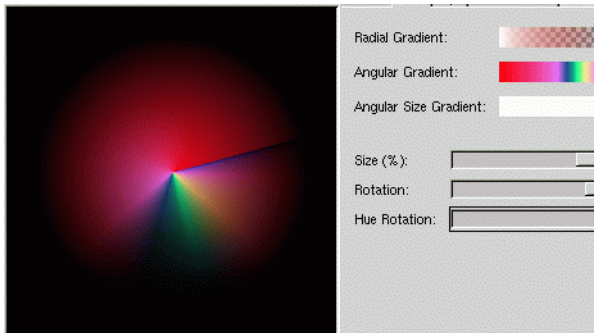 Radial Gradient:
Angular Gradient:
Angular Size Gradient:
Size (%):
Rotation:
Hue Rotation: